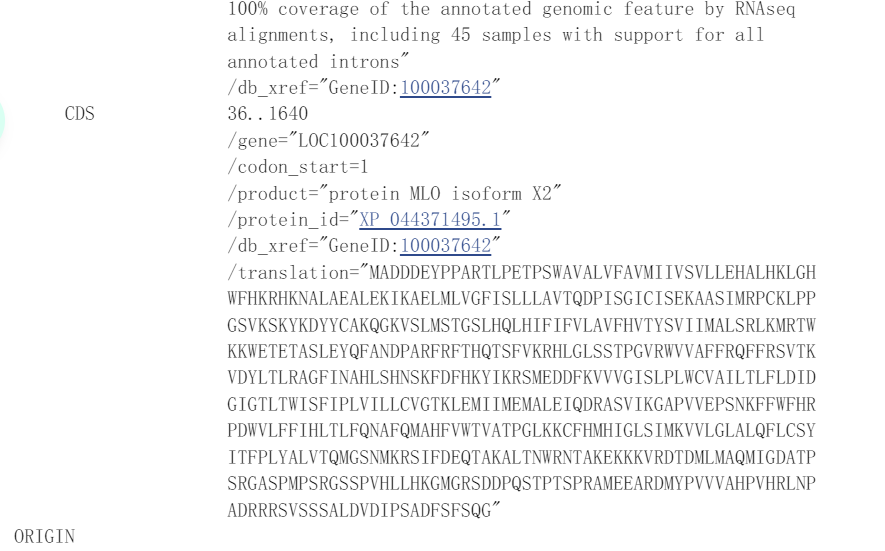 100% coverage of the annotated genomic feature by RNAseq
alignments, including 45 samples with support for all
annotated introns"
/db_xref="GeneID:100037642"
CDS 36..1640
/gene="LOC100037642"
/codon_start=1
/product="protein MLO isoform X2"
/protein_id="XP_044371495.1"
/db_xref="GeneID:100037642"
/translation="MADDDEYPPARTLPETPSWAVALVFAVMIIVSVLLEHALHKLGH
WFHKRHKNALAEALEKIKAELMLVGFISLLLAVTQDPISGICISEKAASIMRPCKLPP
GSVKSKYKDYYCAKQGKVSLMSTGSLHQLHIFIFVLAVFHVTYSVIIMALSRLKMRTW
KKWETETASLEYQFANDPARFRFTHQTSFVKRHLGLSSTPGVRWVVAFFRQFFRSVTK
VDYLTLRAGFINAHLSHNSKFDFHKYIKRSMEDDFKVVVGISLPLWCVAILTLFLDID
GIGTLTWISFIPLVILLCVGTKLEMIIMEMALEIQDRASVIKGAPVVEPSNKFFWFHR
PDWVLFFIHLTLFQNAFQMAHFVWTVATPGLKKCFHMHIGLSIMKVVLGLALQFLCSY
ITFPLYALVTQMGSNMKRSIFDEQTAKALTNWRNTAKEKKKVRDTDMLMAQMIGDATP
SRGASPMPSRGSSPVHLLHKGMGRSDDPQSTPTSPRAMEEARDMYPVVVAHPVHRLNP
ADRRRSVSSSALDVDIPSADFSFSQG"
ORIGIN